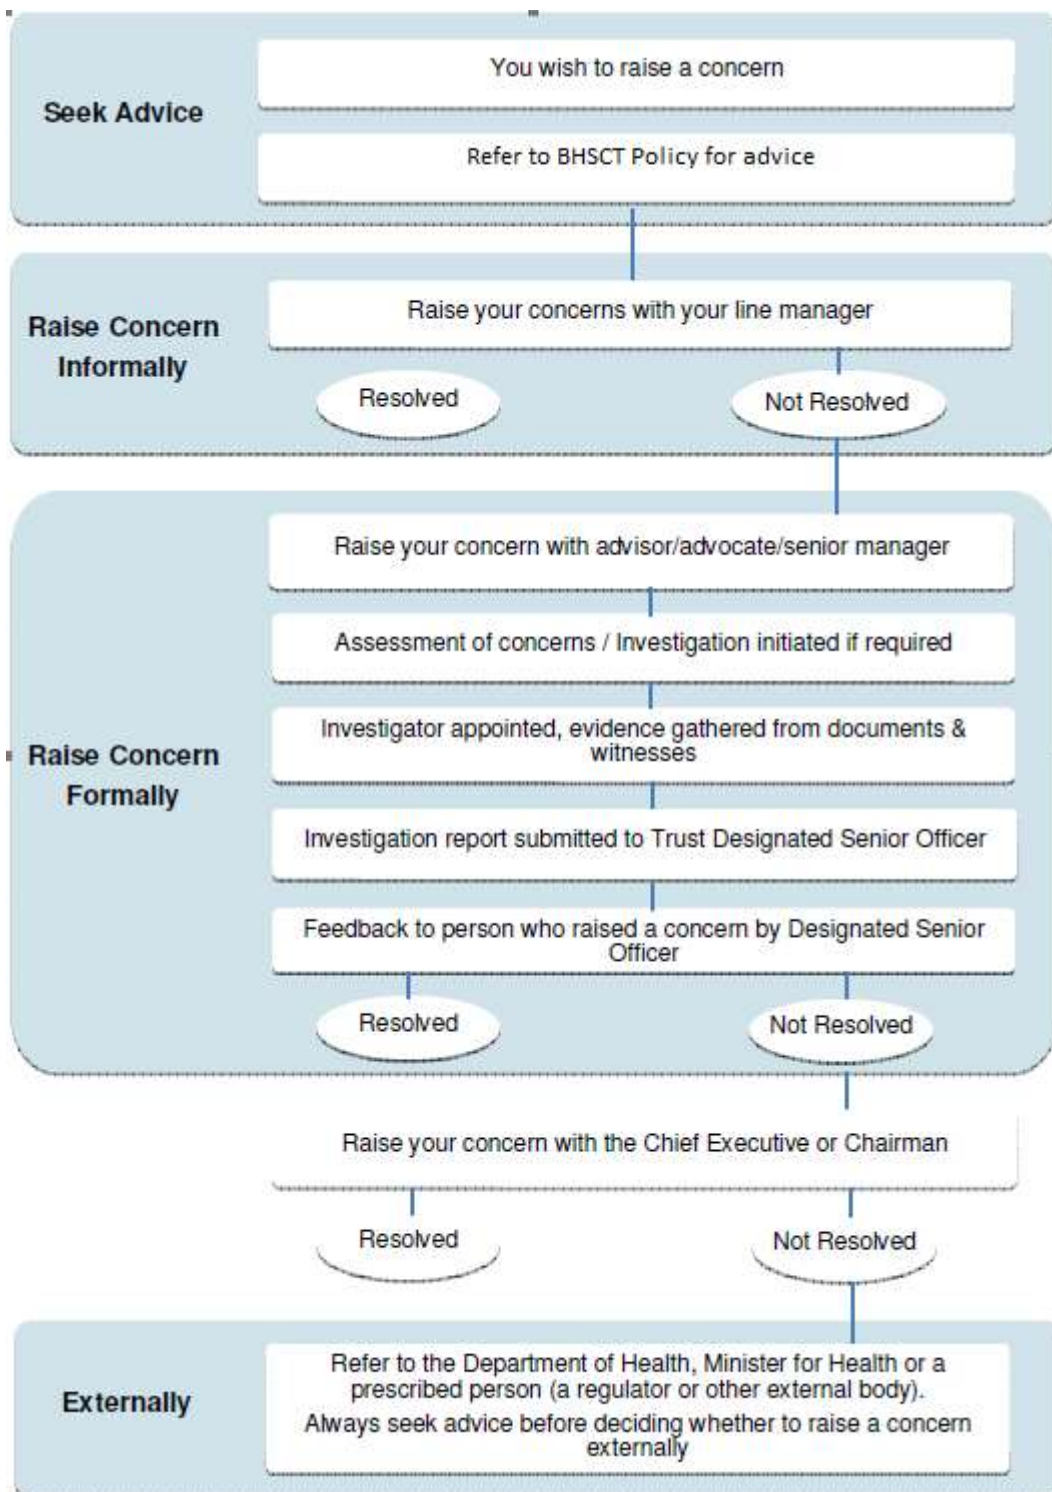 Seek Advice
You wish to raise a concern
Refer to BHSCT Policy for advice
Raise Concern
Informally
Raise your concerns with your line manager
Resolved
Not Resolved
Raise Concern
Formally
Raise your concern with advisor/advocate/senior manager
Assessment of concerns / Investigation initiated if required
Investigator appointed, evidence gathered from documents &
witnesses
Investigation report submitted to Trust Designated Senior Officer
Feedback to person who raised a concern by Designated Senior
Officer
Resolved
Not Resolved
Raise your concern with the Chief Executive or Chairman
Resolved
Not Resolved
Externally
Refer to the Department of Health, Minister for Health or a
prescribed person (a regulator or other external body).
Always seek advice before deciding whether to raise a concern
externally